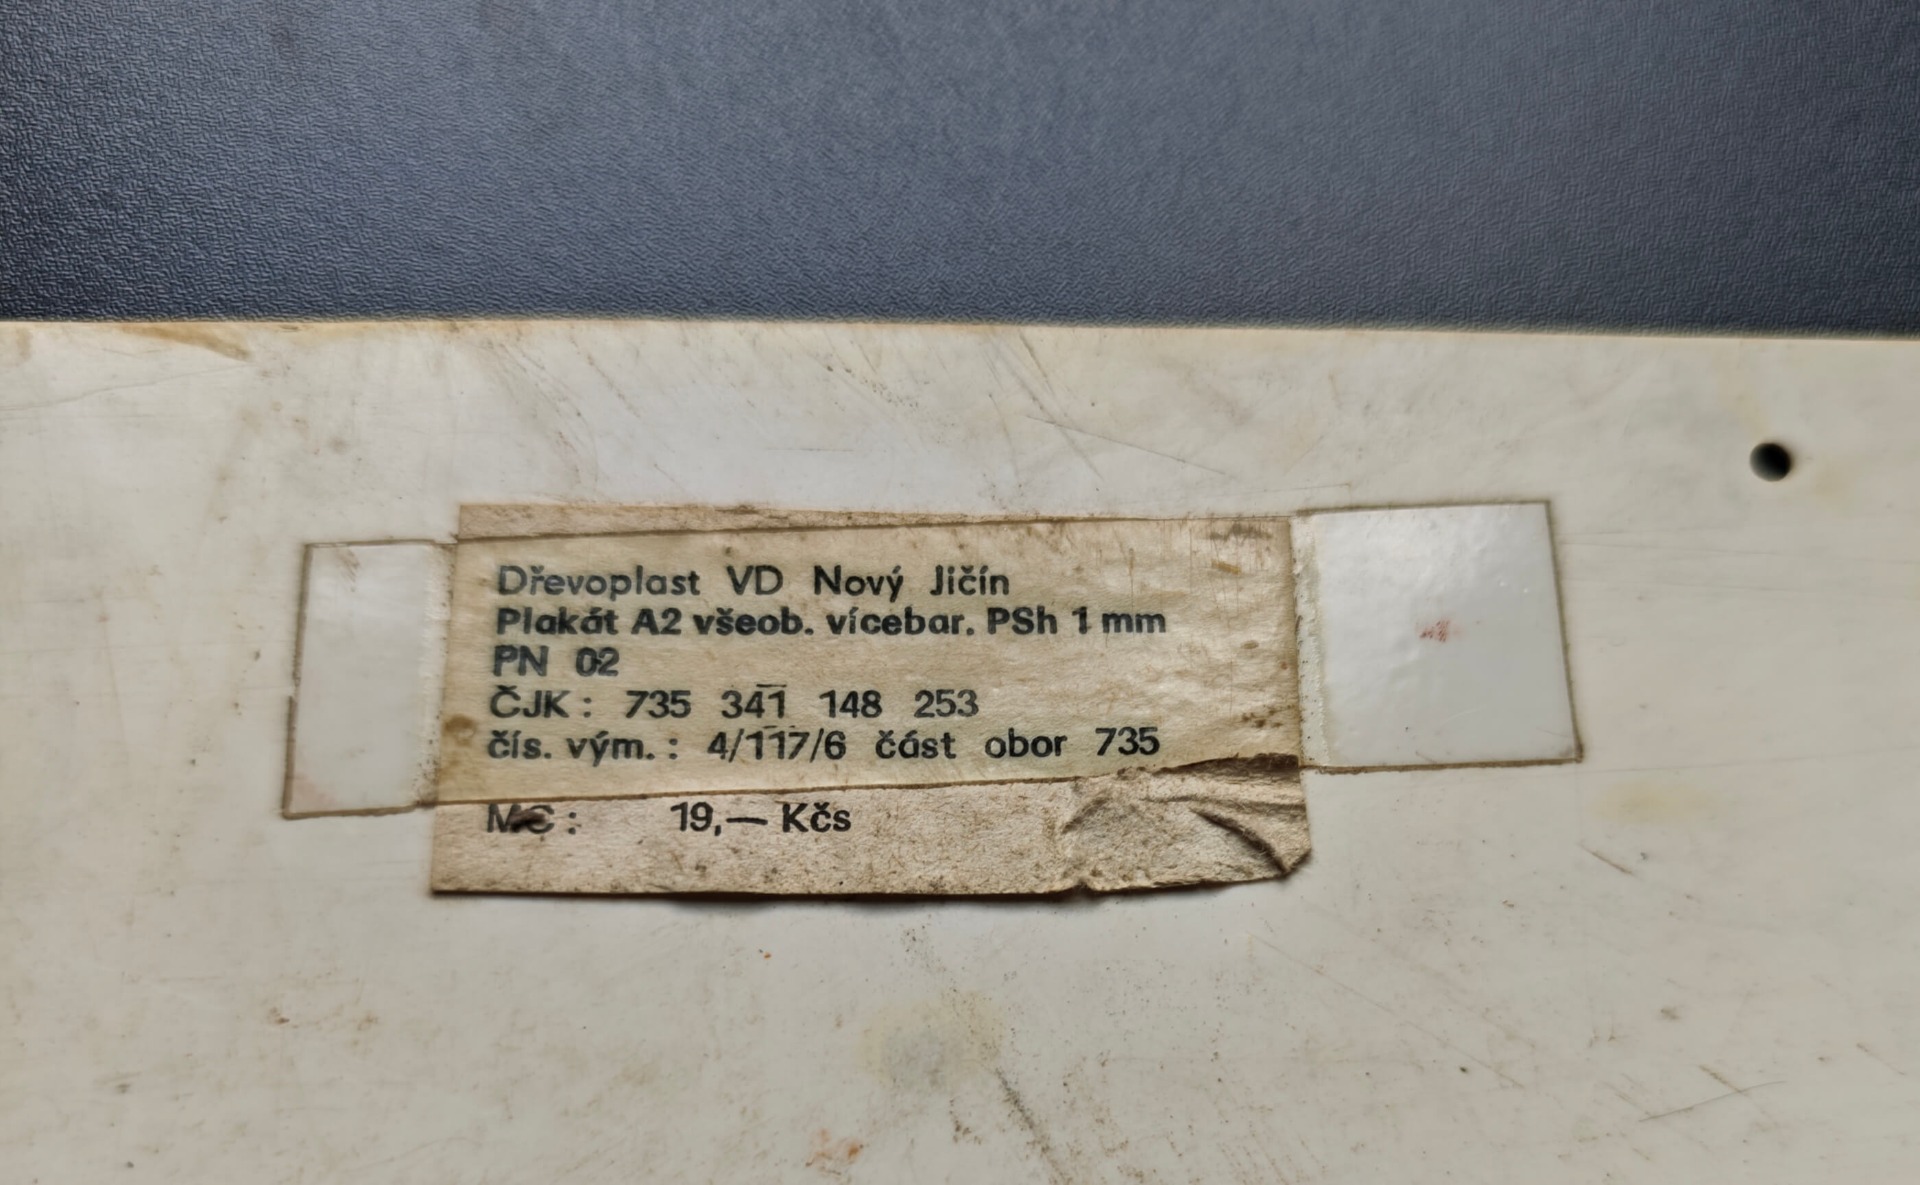 Dřevoplast VD Nový Jičín
Plakát A2 všeob. vícebar. PSh 1 mm
PN 02
ČJK: 735 341 148 253
čís. vým.: 4/117/6 část obor 735
MC: 19,— Kčs